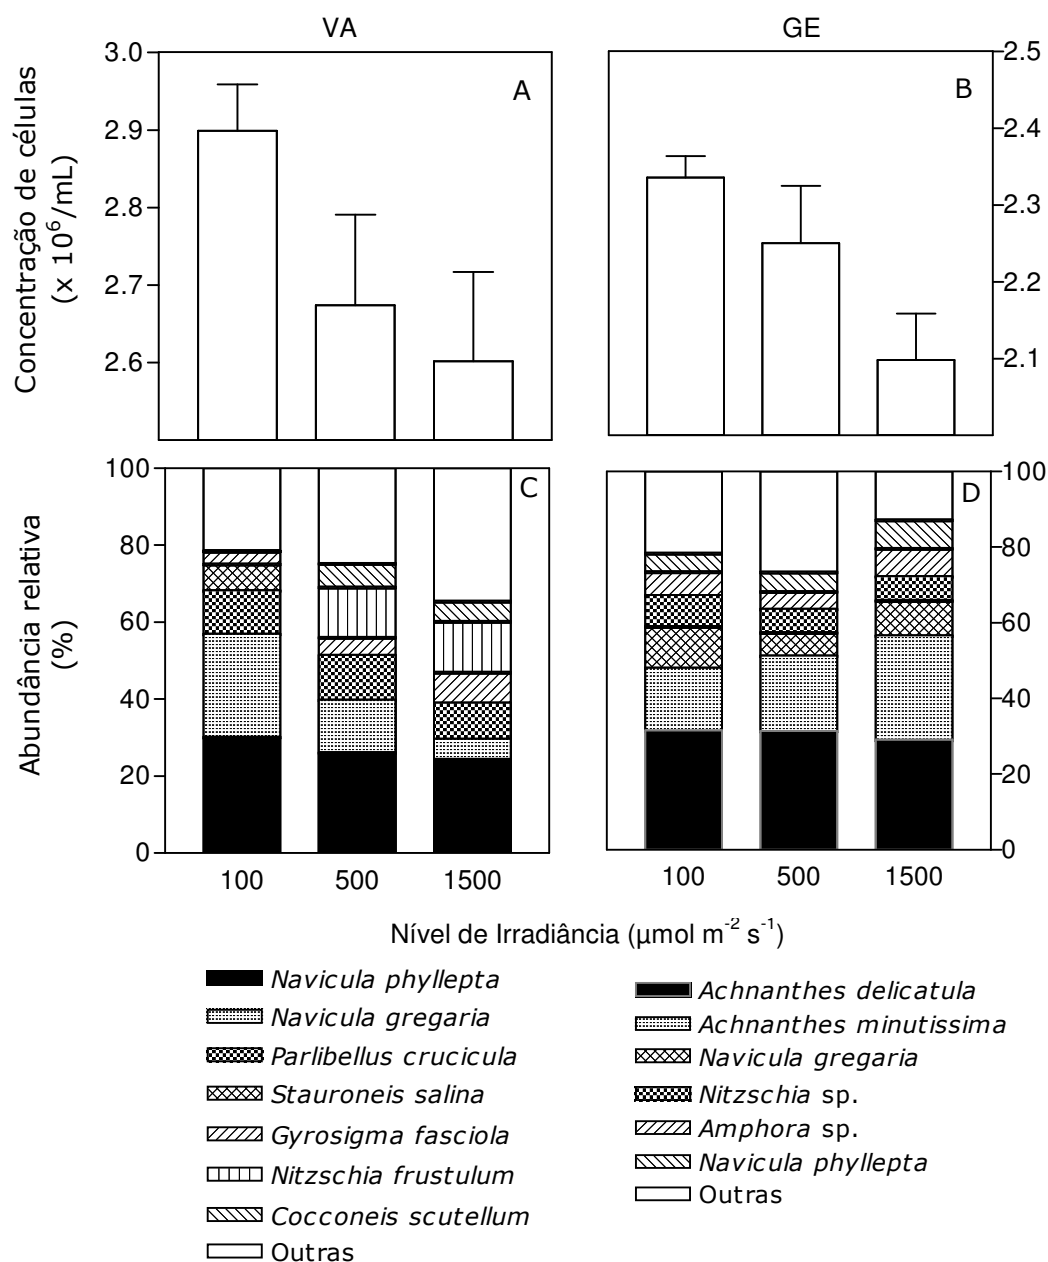 VA
GE
Concentração de células
(x 10⁶/mL)
3.0
2.9
2.8
2.7
2.6
A
B
2.5
2.4
2.3
2.2
2.1
Abundância relativa
(%)
100
80
60
40
20
0
C
D
100
80
60
40
20
0
100 500 1500
100 500 1500
Nível de Irradiância (µmol m⁻² s⁻¹)
Navicula phyllepta
Navicula gregaria
Parlibellus crucicula
Stauroneis salina
Gyrosigma fasciola
Nitzschia frustulum
Cocconeis scutellum
Outras
Achnanthes delicatula
Achnanthes minutissima
Navicula gregaria
Nitzschia sp.
Amphora sp.
Navicula phyllepta
Outras